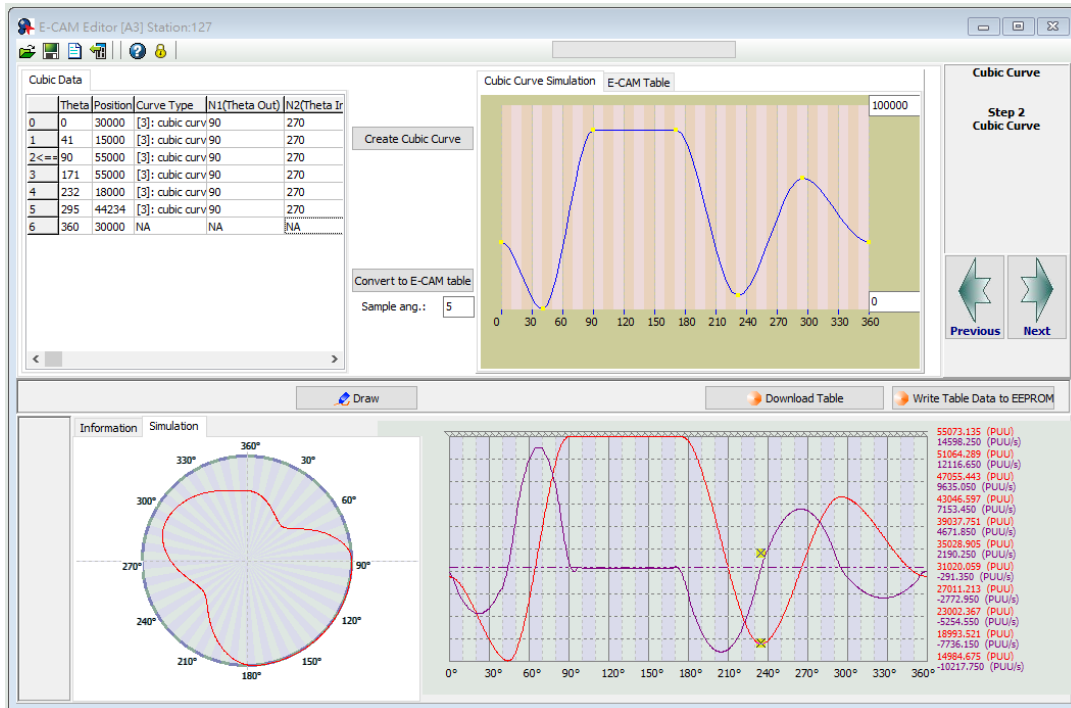 E-CAM Editor [A3] Station:127
Cubic Data
Theta Position Curve Type N1(Theta Out) N2(Theta Ir
0 0 30000 [3]: cubic curv 90 270
1 41 15000 [3]: cubic curv 90 270
2<== 90 55000 [3]: cubic curv 90 270
3 171 55000 [3]: cubic curv 90 270
4 232 18000 [3]: cubic curv 90 270
5 295 44234 [3]: cubic curv 90 270
6 360 30000 NA NA NA
Create Cubic Curve
Convert to E-CAM table
Sample ang.: 5
Cubic Curve Simulation E-CAM Table
100000
0
0 30 60 90 120 150 180 210 240 270 300 330 360
Cubic Curve
Step 2
Cubic Curve
Previous Next
Draw
Download Table
Write Table Data to EEPROM
Information Simulation
360°
30°
60°
90°
120°
150°
180°
210°
240°
270°
300°
330°
55073.135 (PUU)
14598.250 (PUU/s)
51064.289 (PUU)
12116.650 (PUU/s)
47055.443 (PUU)
9635.050 (PUU/s)
43046.597 (PUU)
7153.450 (PUU/s)
39037.751 (PUU)
4671.850 (PUU/s)
35028.905 (PUU)
2190.250 (PUU/s)
31020.059 (PUU)
-291.350 (PUU/s)
27011.213 (PUU)
-2772.950 (PUU/s)
23002.367 (PUU)
-5254.550 (PUU/s)
18993.521 (PUU)
-7736.150 (PUU/s)
14984.675 (PUU)
-10217.750 (PUU/s)
0° 30° 60° 90° 120° 150° 180° 210° 240° 270° 300° 330° 360°